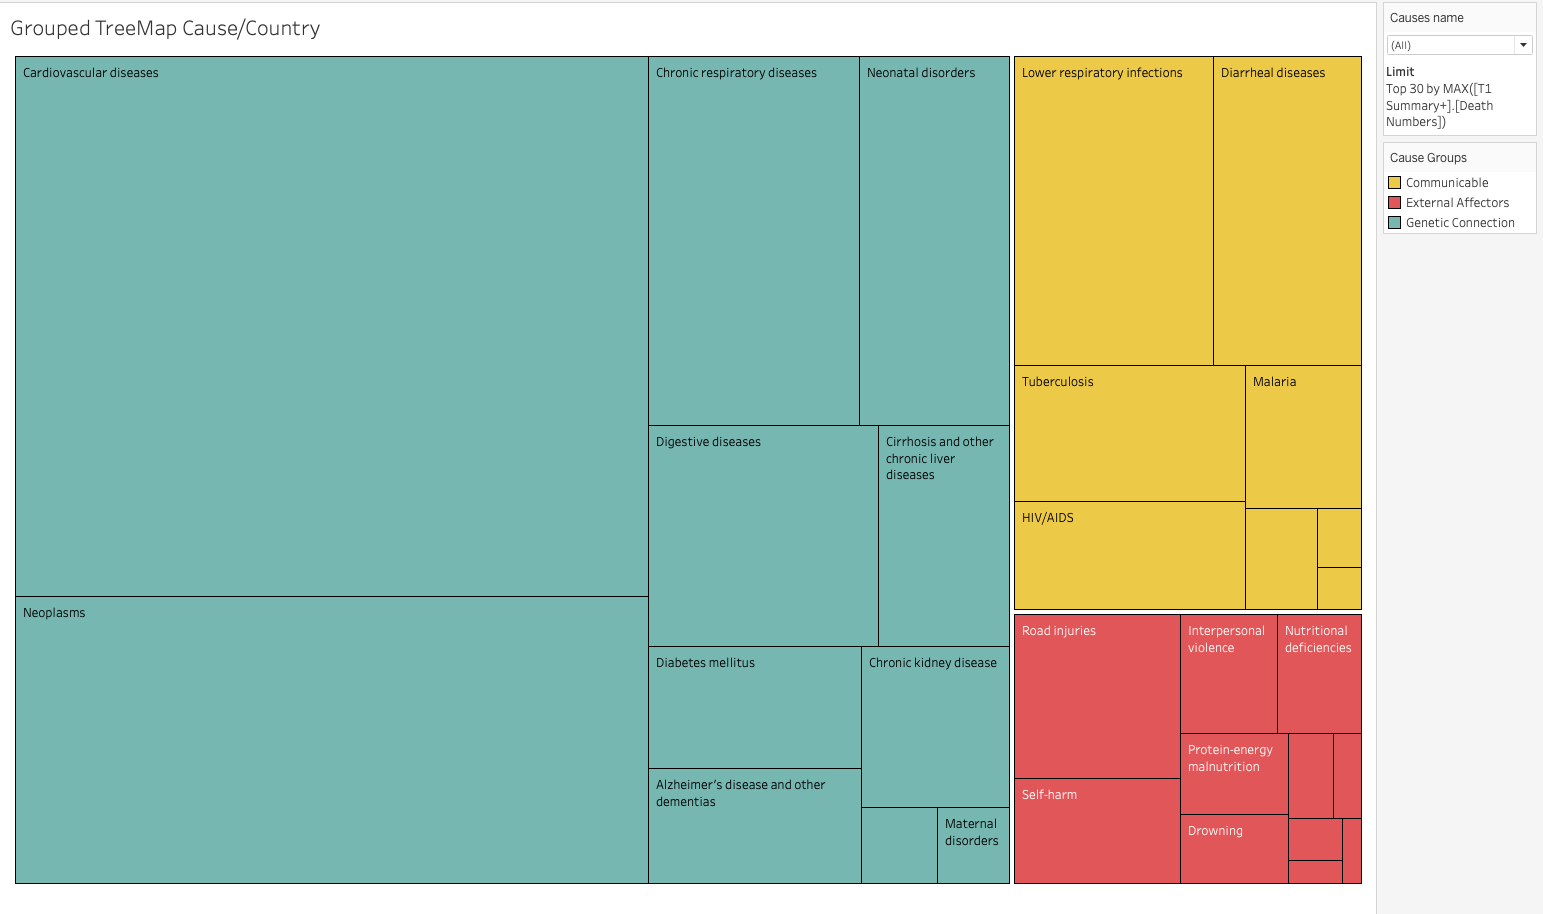 Grouped TreeMap Cause/Country
Cardiovascular diseases
Neoplasms
Chronic respiratory diseases
Neonatal disorders
Digestive diseases
Cirrhosis and other
chronic liver
diseases
Diabetes mellitus
Chronic kidney disease
Alzheimer's disease and other
dementias
Maternal
disorders
Lower respiratory infections
Diarrheal diseases
Tuberculosis
Malaria
HIV/AIDS
Road injuries
Interpersonal
violence
Nutritional
deficiencies
Protein-energy
malnutrition
Self-harm
Drowning
Causes name
(All)
Limit
Top 30 by MAX([T1
Summary+].[Death
Numbers])
Cause Groups
Communicable
External Affectors
Genetic Connection